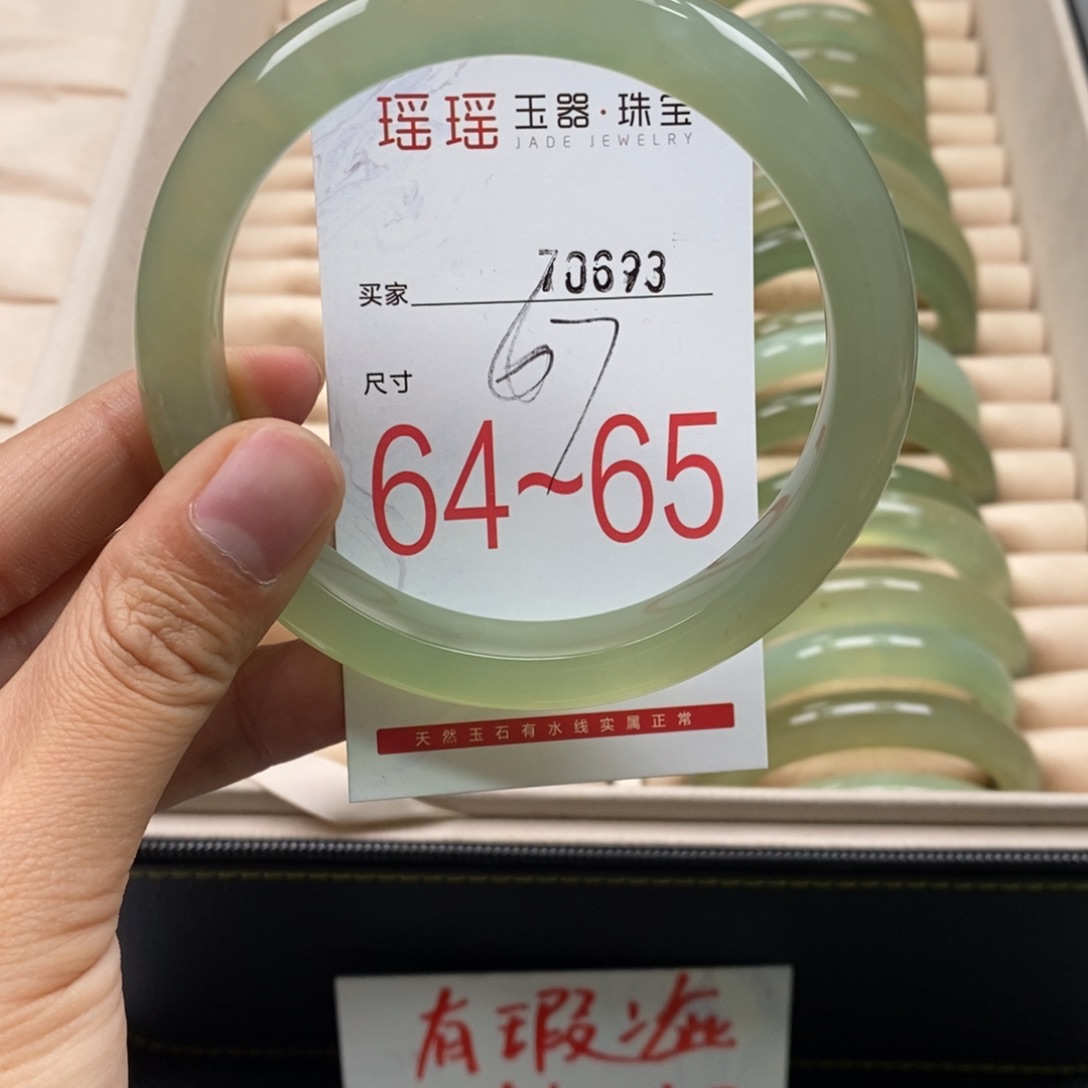 瑶瑶 玉器·珠宝
JADE JEWELRY
买家 70693
67
尺寸
64~65
天然玉石有水线实属正常
有瑕疵